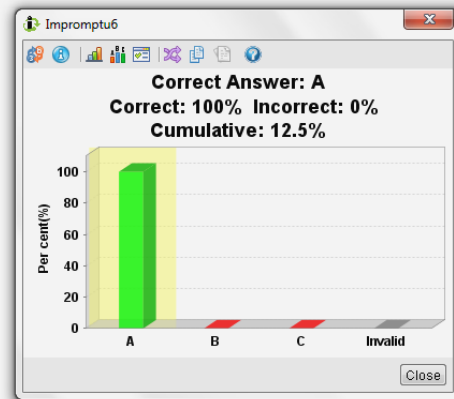 Impromptu6
Correct Answer: A
Correct: 100% Incorrect: 0%
Cumulative: 12.5%
Per cent(%)
100
80
60
40
20
0
A B C Invalid
Close